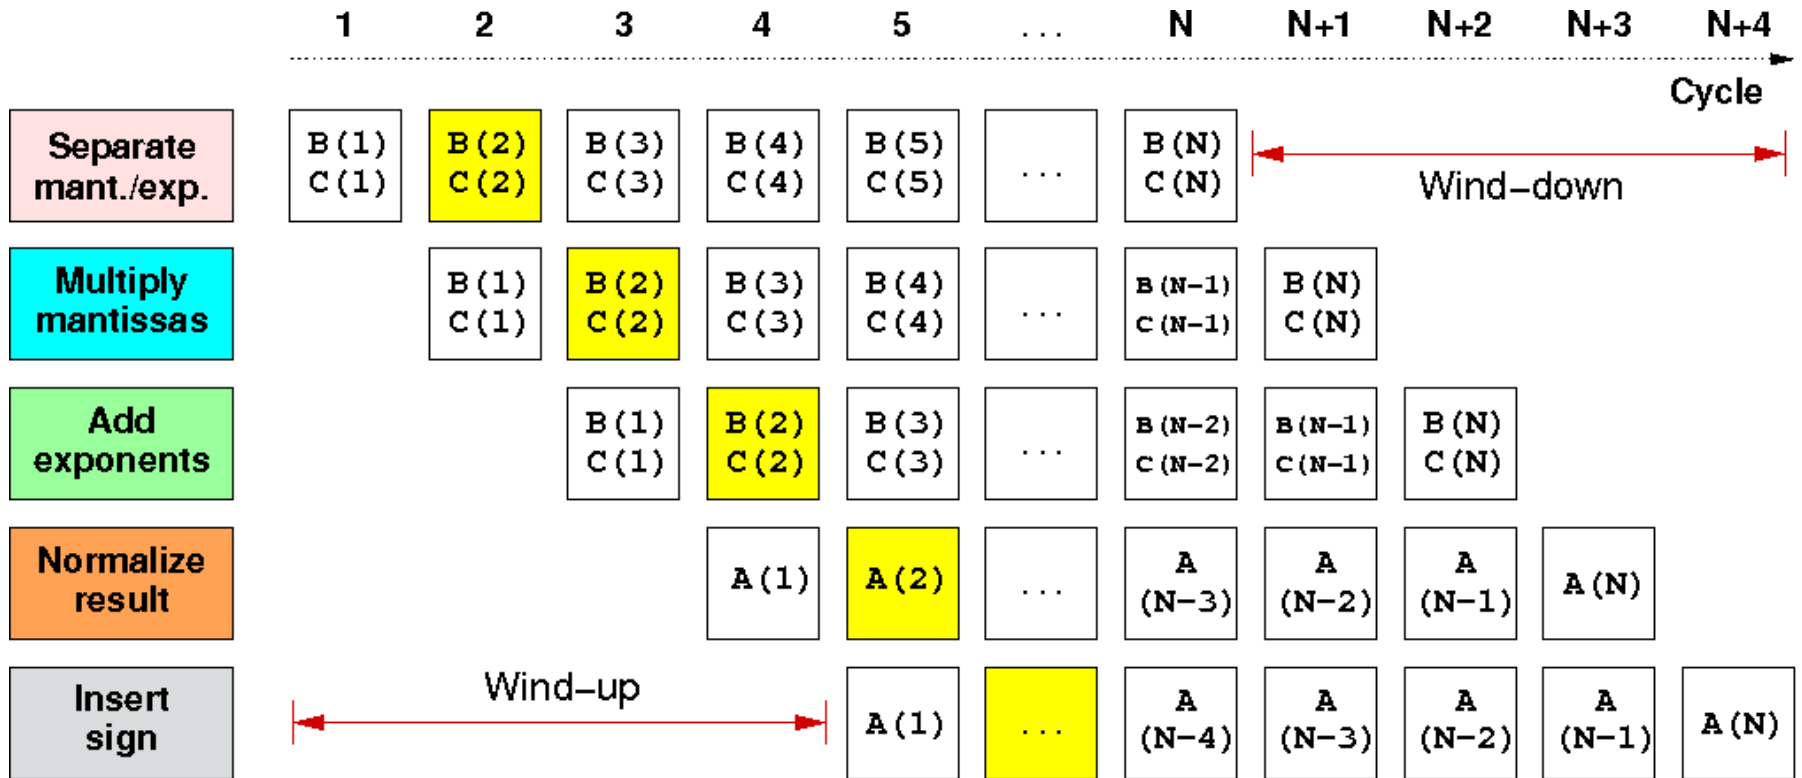 1 2 3 4 5 ... N N+1 N+2 N+3 N+4
Cycle
Separate
mant./exp.
B(1) B(2) B(3) B(4) B(5) ... B(N)
C(1) C(2) C(3) C(4) C(5) C(N)
Wind-down
Multiply
mantissas
B(1) B(2) B(3) B(4) ... B(N-1) B(N)
C(1) C(2) C(3) C(4) C(N-1) C(N)
Add
exponents
B(1) B(2) B(3) ... B(N-2) B(N-1) B(N)
C(1) C(2) C(3) C(N-2) C(N-1) C(N)
Normalize
result
A(1) A(2) ... A A A A(N)
(N-3) (N-2) (N-1)
Insert
sign
Wind-up
A(1) ... A A A A A(N)
(N-4) (N-3) (N-2) (N-1)